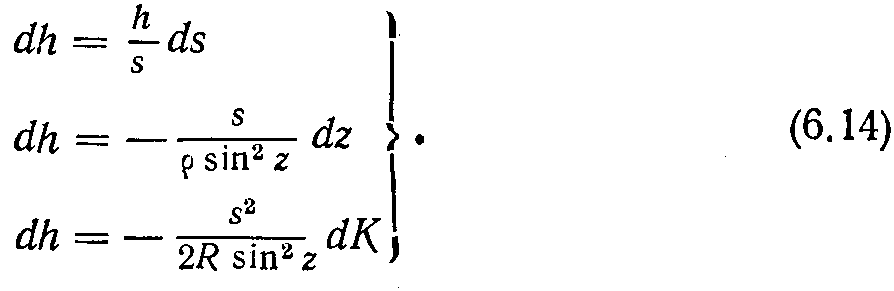 dh = h/s ds
dh = — s/(ρ sin² z) dz
(6.14)
dh = — s²/(2R sin² z) dK